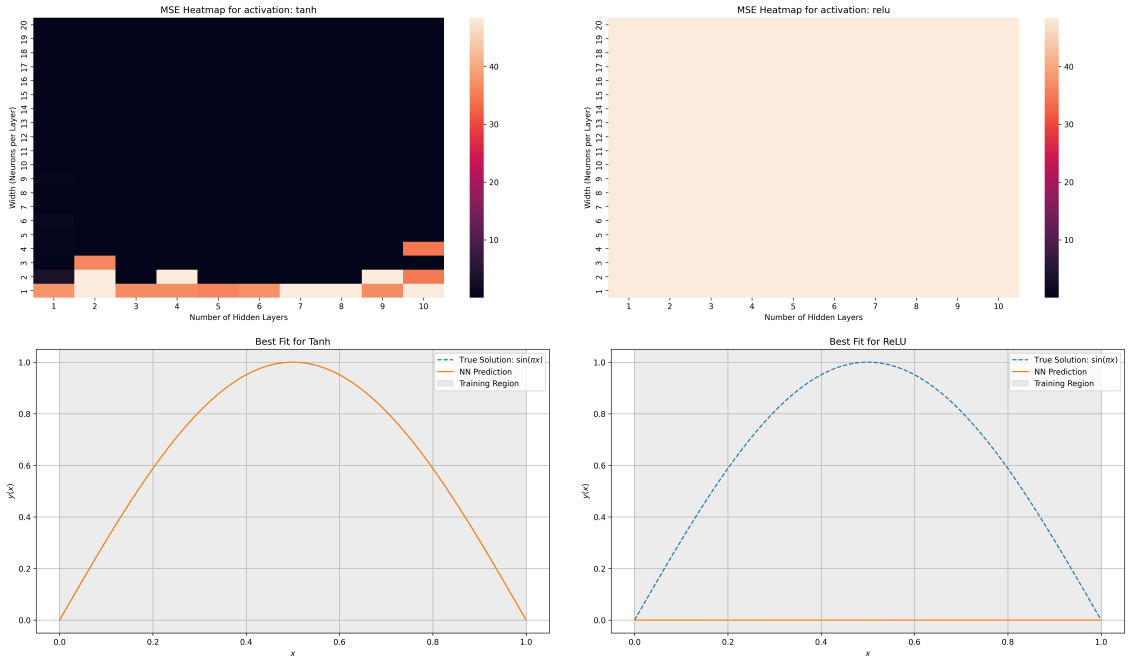 MSE Heatmap for activation: tanh
Width (Neurons per Layer)
20
19
18
17
16
15
14
13
12
11
10
9
8
7
6
5
4
3
2
1
1 2 3 4 5 6 7 8 9 10
Number of Hidden Layers
40
30
20
10
MSE Heatmap for activation: relu
Width (Neurons per Layer)
20
19
18
17
16
15
14
13
12
11
10
9
8
7
6
5
4
3
2
1
1 2 3 4 5 6 7 8 9 10
Number of Hidden Layers
40
30
20
10
Best Fit for Tanh
y(x)
1.0
0.8
0.6
0.4
0.2
0.0
True Solution: sin(πx)
NN Prediction
Training Region
0.0 0.2 0.4 0.6 0.8 1.0
x
Best Fit for ReLU
y(x)
1.0
0.8
0.6
0.4
0.2
0.0
True Solution: sin(πx)
NN Prediction
Training Region
0.0 0.2 0.4 0.6 0.8 1.0
x